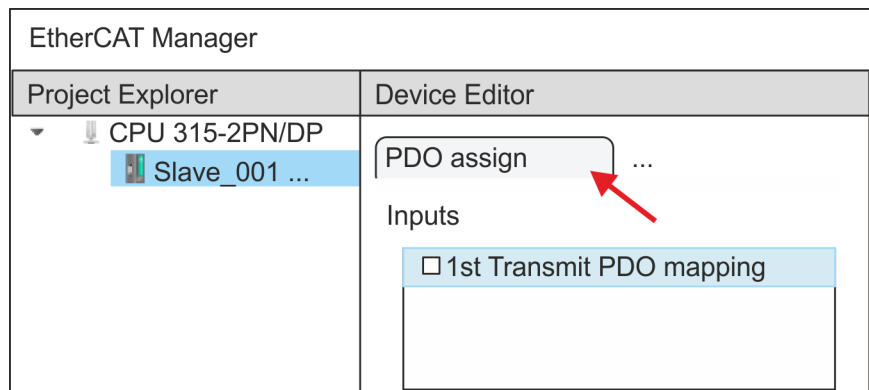 EtherCAT Manager
Project Explorer
Device Editor
CPU 315-2PN/DP
Slave_001 ...
PDO assign
...
Inputs
1st Transmit PDO mapping